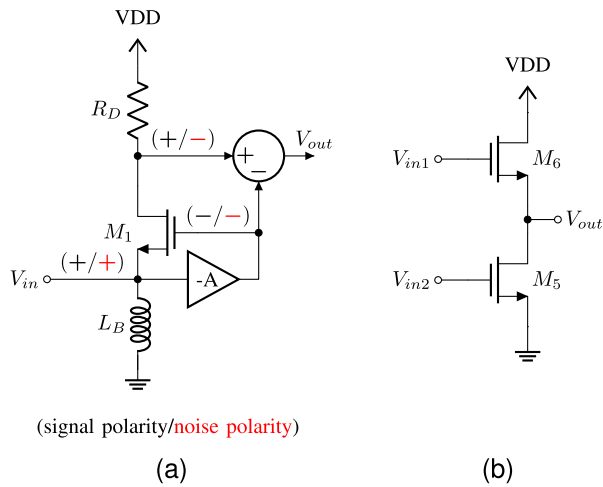 VDD
R_D
(+/−)
+
−
V_out
M_1
(−/−)
(+/+)
V_in
-A
L_B
(signal polarity/noise polarity)
(a)
VDD
V_in1
M_6
V_out
V_in2
M_5
(b)